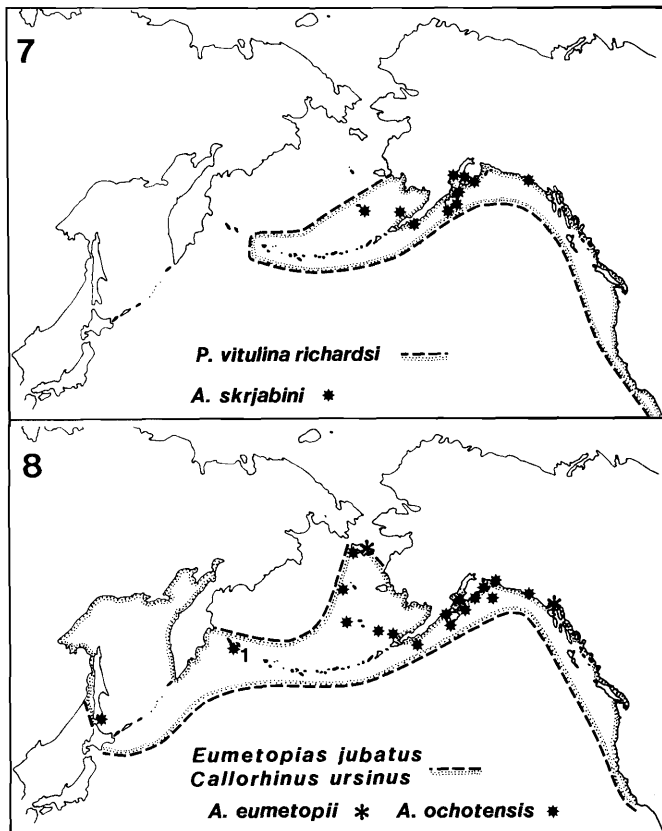 7
P. vitulina richardsi
A. skrjabini
8
1
Eumetopias jubatus
Callorhinus ursinus
A. eumetopii A. ochotensis